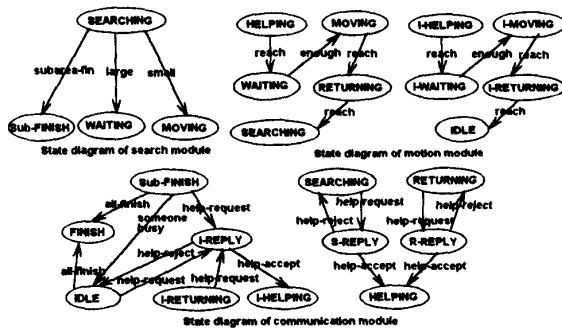 SEARCHING
subarea-fin
large
small
Sub-FINISH
WAITING
MOVING
State diagram of search module
HELPING
MOVING
reach
enough
reach
WAITING
RETURNING
reach
SEARCHING
I-HELPING
I-MOVING
reach
enough
reach
I-WAITING
I-RETURNING
reach
IDLE
State diagram of motion module
Sub-FINISH
all-finish
someone
busy
help-request
FINISH
I-REPLY
help-reject
all-finish
help-request
help-request
help-accept
IDLE
I-RETURNING
I-HELPING
SEARCHING
RETURNING
help-request
help-request
help-reject
help-reject
S-REPLY
R-REPLY
help-accept
help-accept
HELPING
State diagram of communication module